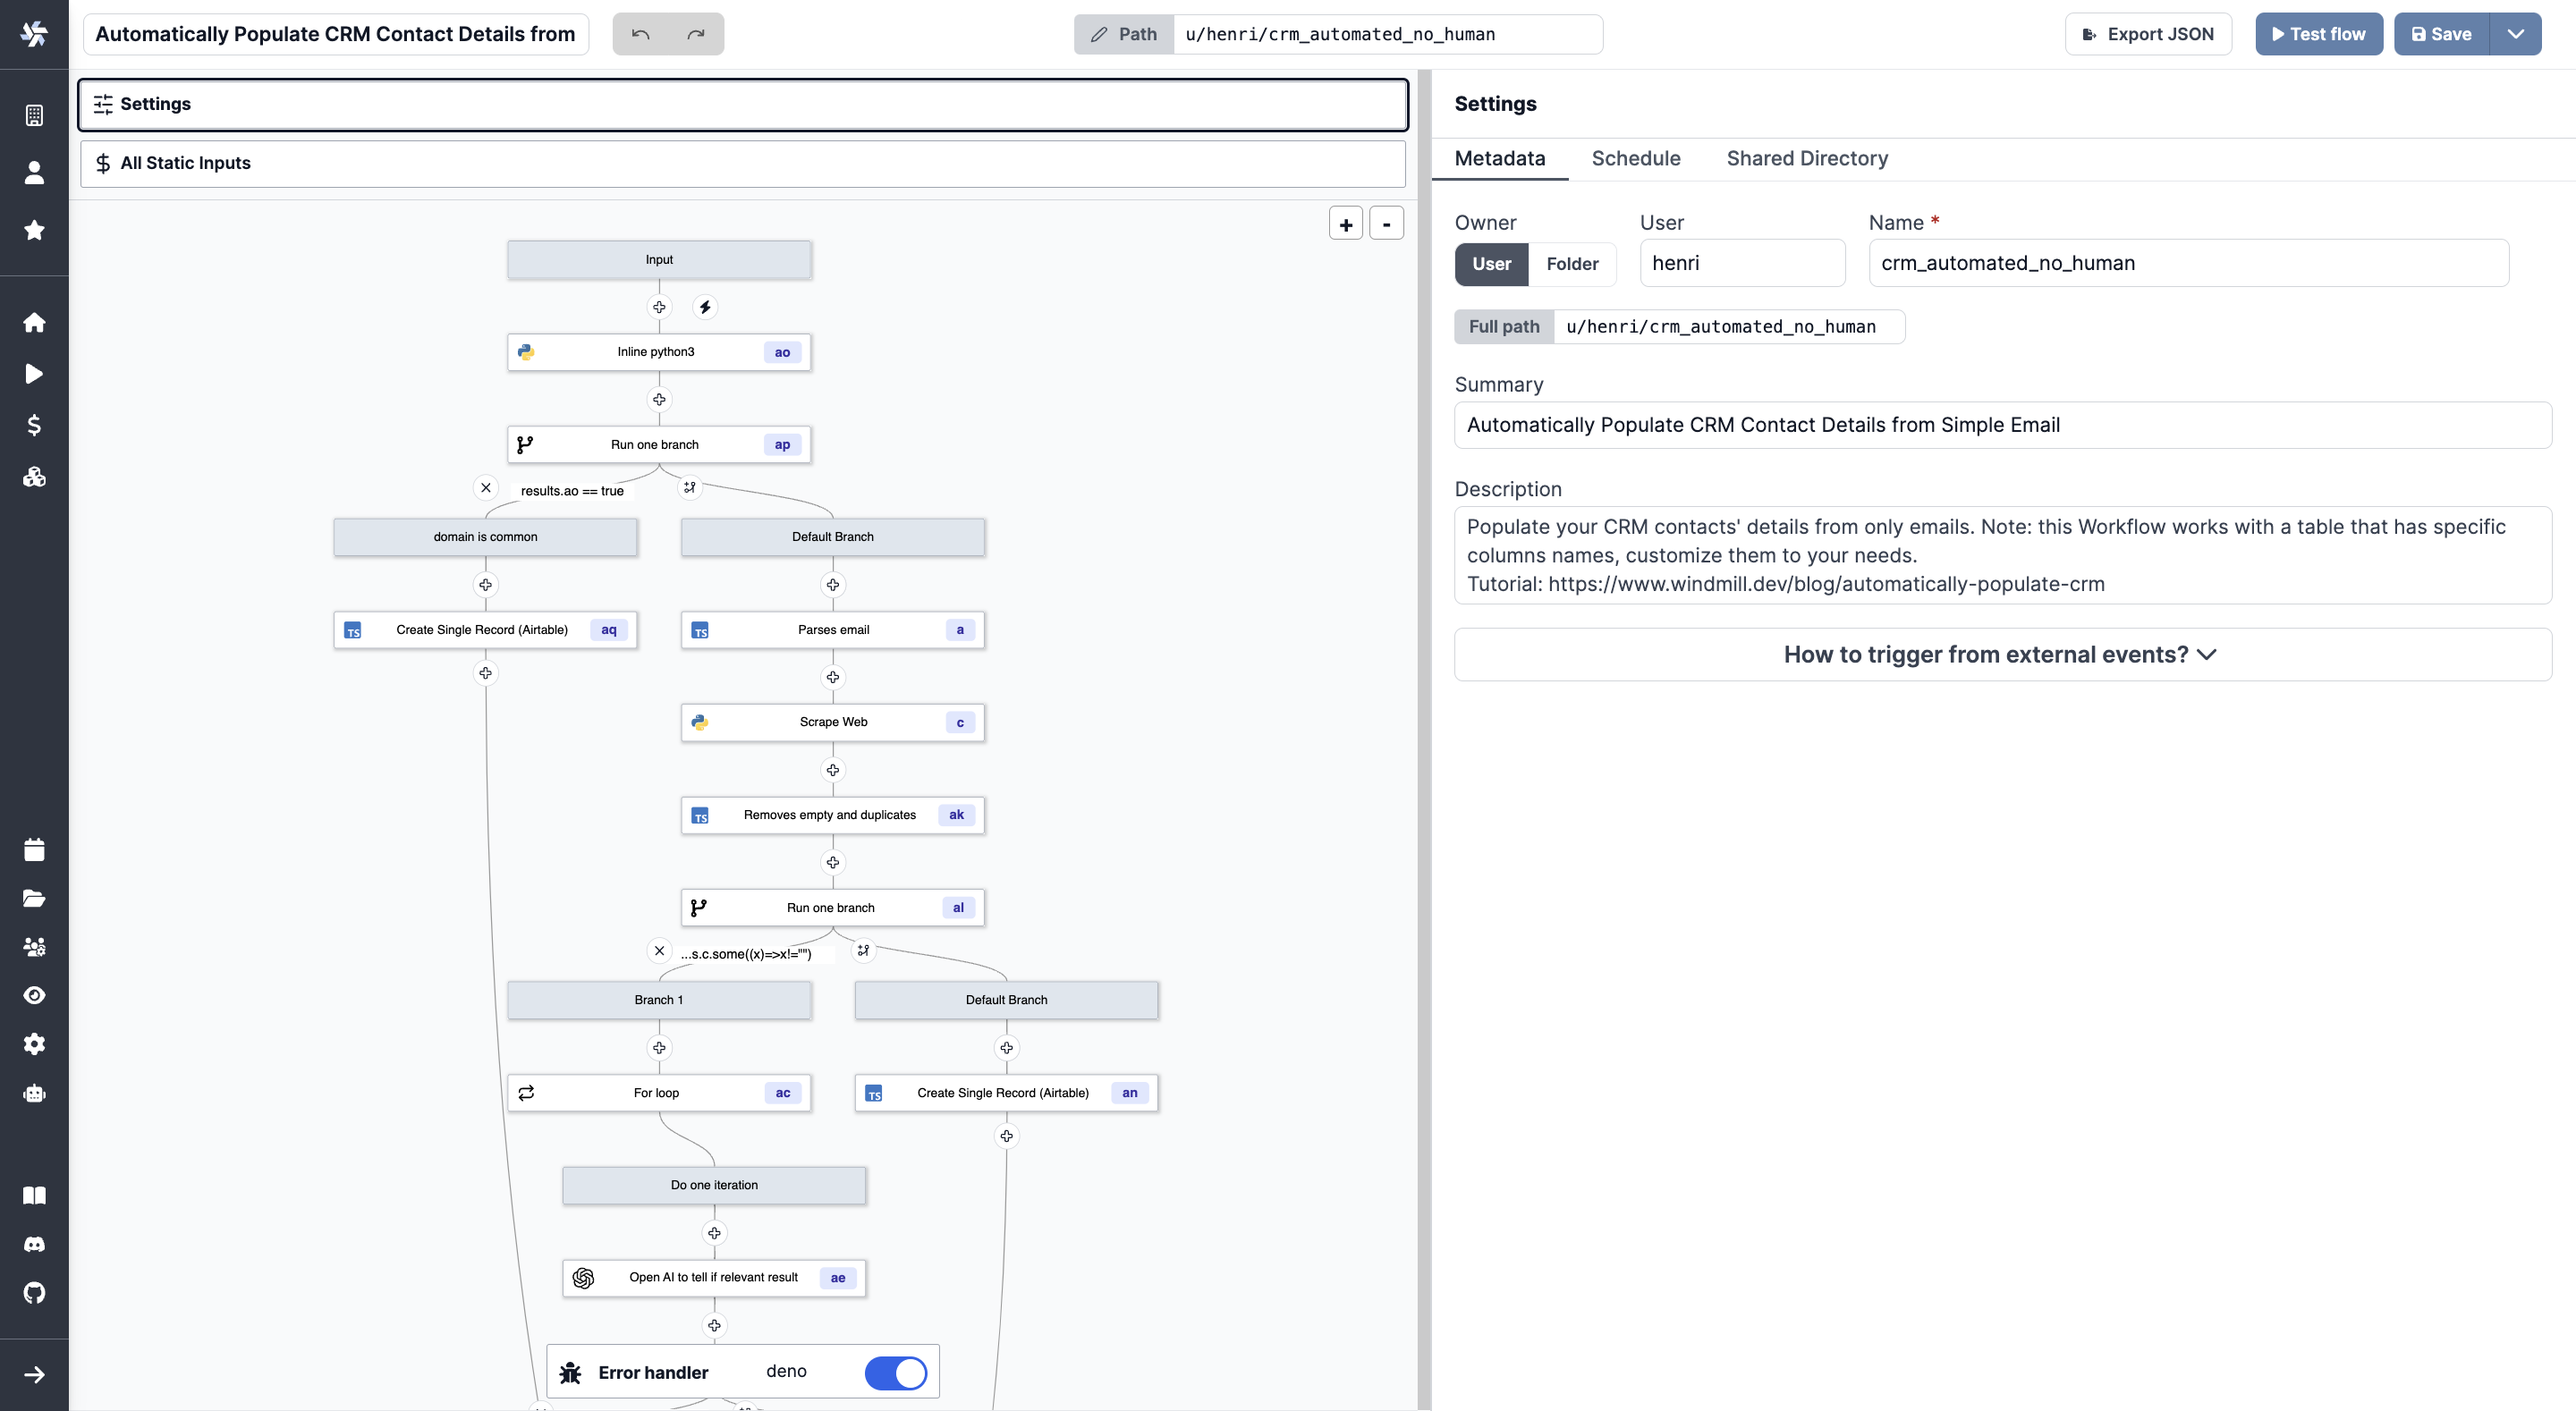 Automatically Populate CRM Contact Details from
Path
u/henri/crm_automated_no_human
Export JSON
Test flow
Save
Settings
$ All Static Inputs
+
-
Input
Inline python3
ao
Run one branch
ap
results.ao == true
domain is common
Default Branch
TS
Create Single Record (Airtable)
aq
TS
Parses email
a
Scrape Web
c
TS
Removes empty and duplicates
ak
Run one branch
al
...s.c.some((x)=>x!="")
Branch 1
Default Branch
For loop
ac
TS
Create Single Record (Airtable)
an
Do one iteration
Open AI to tell if relevant result
ae
Error handler
deno
Settings
Metadata
Schedule
Shared Directory
Owner
User
Name *
User
Folder
henri
crm_automated_no_human
Full path
u/henri/crm_automated_no_human
Summary
Automatically Populate CRM Contact Details from Simple Email
Description
Populate your CRM contacts' details from only emails. Note: this Workflow works with a table that has specific
columns names, customize them to your needs.
Tutorial: https://www.windmill.dev/blog/automatically-populate-crm
How to trigger from external events?